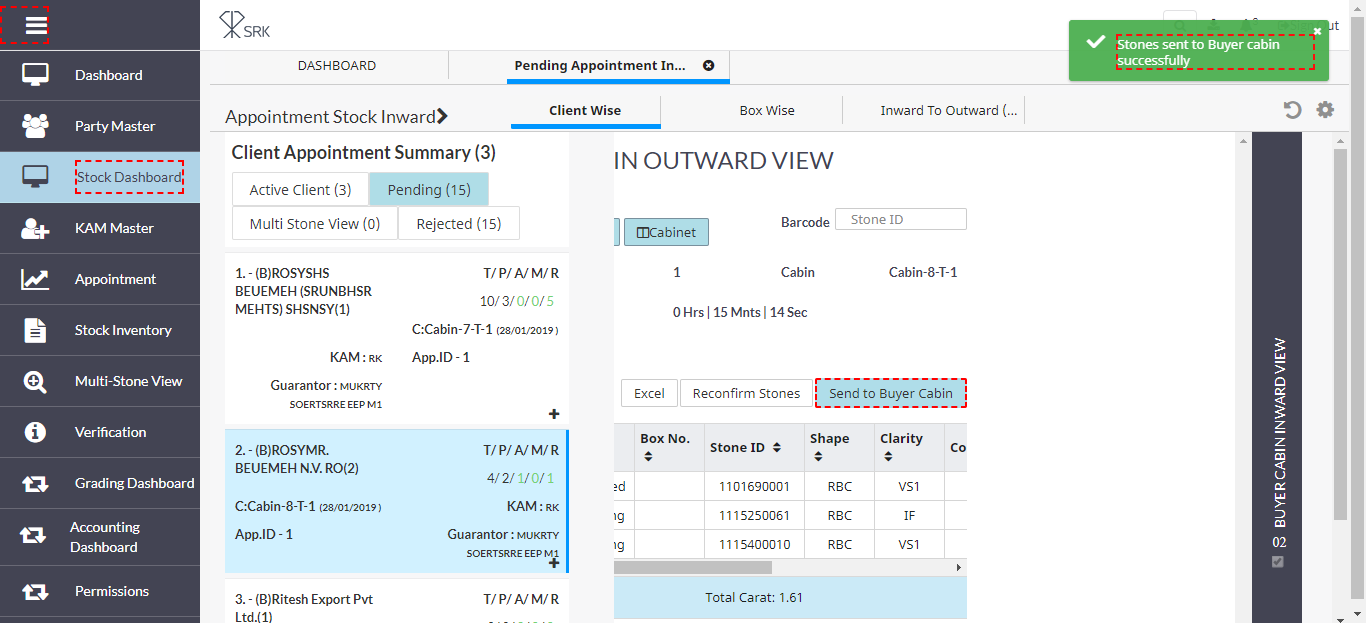 SRK
Sign out
Stones sent to Buyer cabin
successfully
×
Dashboard
Party Master
Stock Dashboard
KAM Master
Appointment
Stock Inventory
Multi-Stone View
Verification
Grading Dashboard
Accounting
Dashboard
Permissions
DASHBOARD
Pending Appointment In...
Appointment Stock Inward
Client Wise
Box Wise
Inward To Outward (...
Client Appointment Summary (3)
Active Client (3)
Pending (15)
Multi Stone View (0)
Rejected (15)
1. - (B)ROSYSHS
BEUEMEH (SRUNBHSR
MEHTS) SHSNSY(1)
T/ P/ A/ M/ R
10/ 3/ 0/ 0/ 5
C:Cabin-7-T-1 (28/01/2019 )
KAM : RK
App.ID - 1
Guarantor : MUKRTY
SOERTSRRE EEP M1
2. - (B)ROSYMR.
BEUEMEH N.V. RO(2)
T/ P/ A/ M/ R
4/ 2/ 1/ 0/ 1
C:Cabin-8-T-1 (28/01/2019 )
KAM : RK
App.ID - 1
Guarantor : MUKRTY
SOERTSRRE EEP M1
3. - (B)Ritesh Export Pvt
Ltd.(1)
T/ P/ A/ M/ R
IN OUTWARD VIEW
Cabinet
Barcode
Stone ID
1
Cabin
Cabin-8-T-1
0 Hrs | 15 Mnts | 14 Sec
Excel
Reconfirm Stones
Send to Buyer Cabin
Box No.
Stone ID
Shape
Clarity
Co
ed 1101690001 RBC VS1
ng 1115250061 RBC IF
ng 1115400010 RBC VS1
Total Carat: 1.61
BUYER CABIN INWARD VIEW
02